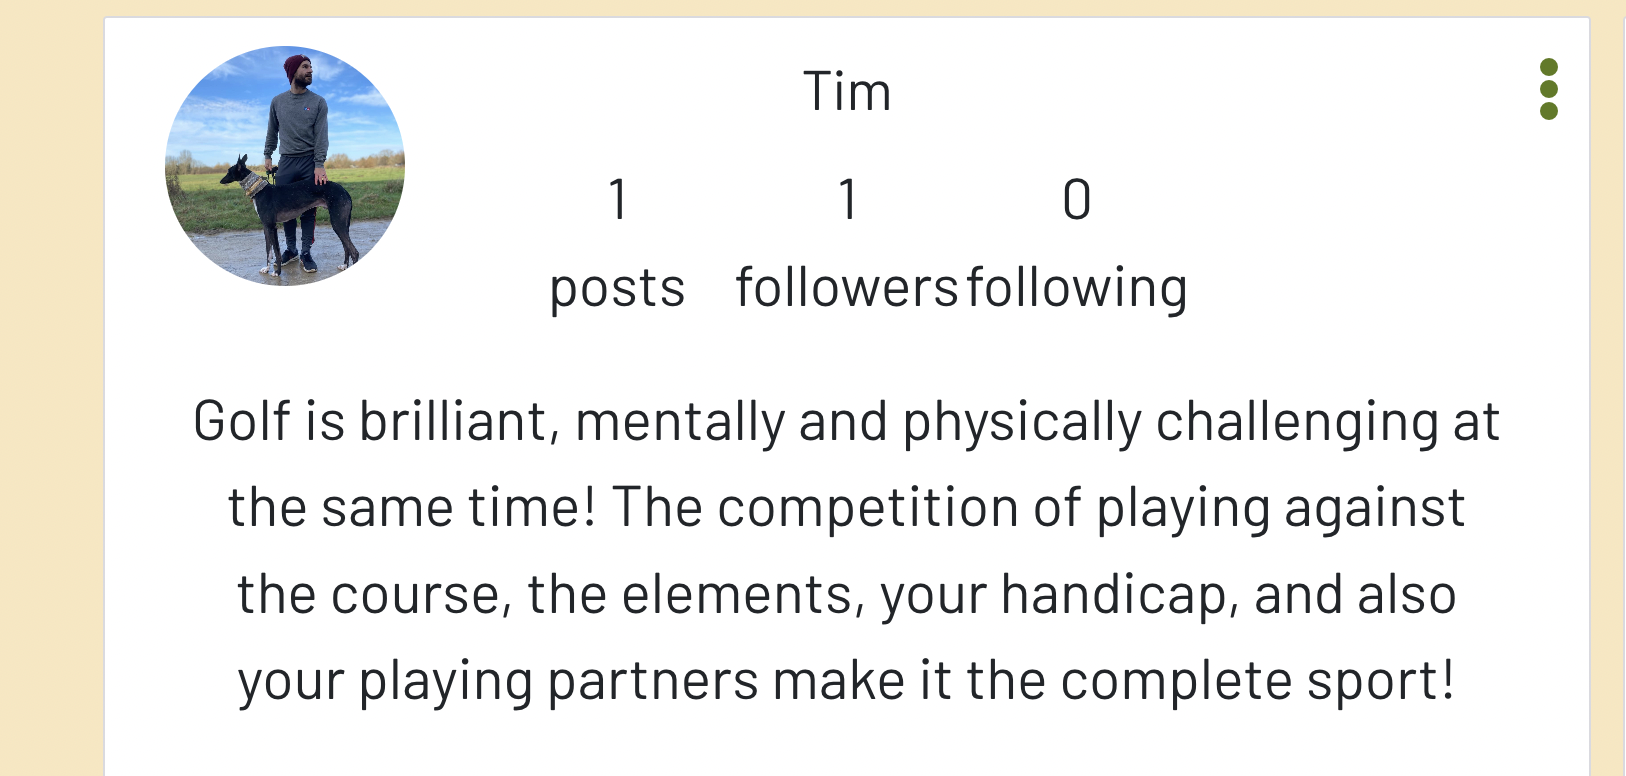 Tim
1 1 0
posts followers following
Golf is brilliant, mentally and physically challenging at
the same time! The competition of playing against
the course, the elements, your handicap, and also
your playing partners make it the complete sport!